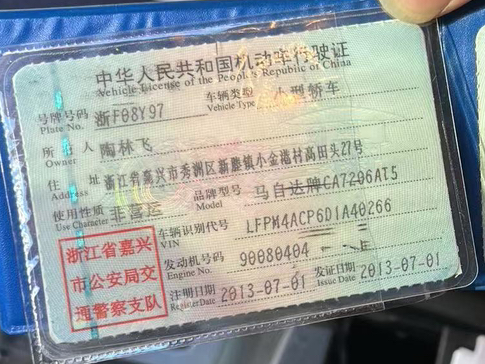 中华人民共和国机动车行驶证
Vehicle License of the People's Republic of China
号牌号码 Plate No. 浙F08Y97 车辆类型 Vehicle Type 小型轿车
所有人 Owner 陶林飞
住址 Address 浙江省嘉兴市秀洲区新塍镇小金港村高田头27号
使用性质 Use Character 非营运 品牌型号 Model 马自达牌CA7206AT5
浙江省嘉兴
市公安局交
通警察支队
车辆识别代号 VIN LFPM4ACP6D1A40266
发动机号码 Engine No. 90080404
注册日期 Register Date 2013-07-01 发证日期 Issue Date 2013-07-01